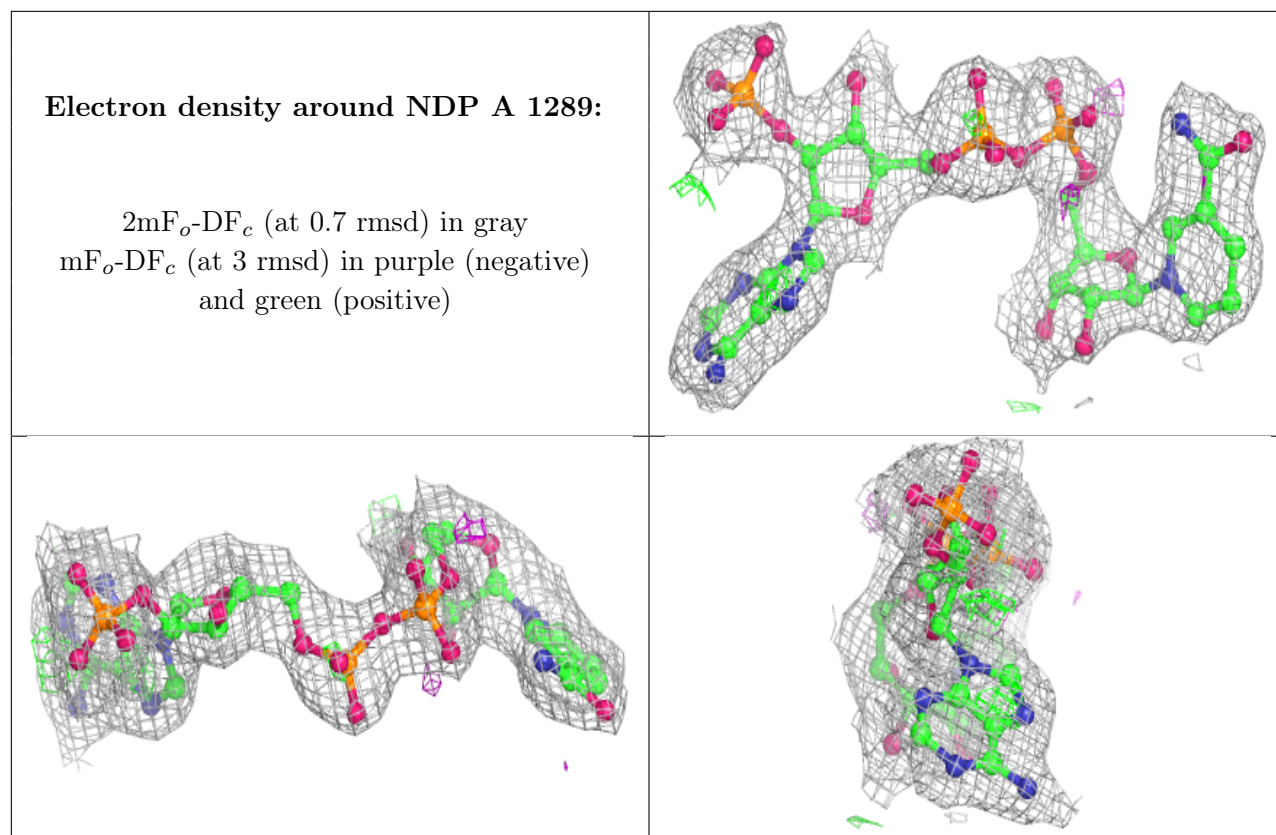 Electron density around NDP A 1289:
2mFo-DFc (at 0.7 rmsd) in gray
mFo-DFc (at 3 rmsd) in purple (negative)
and green (positive)